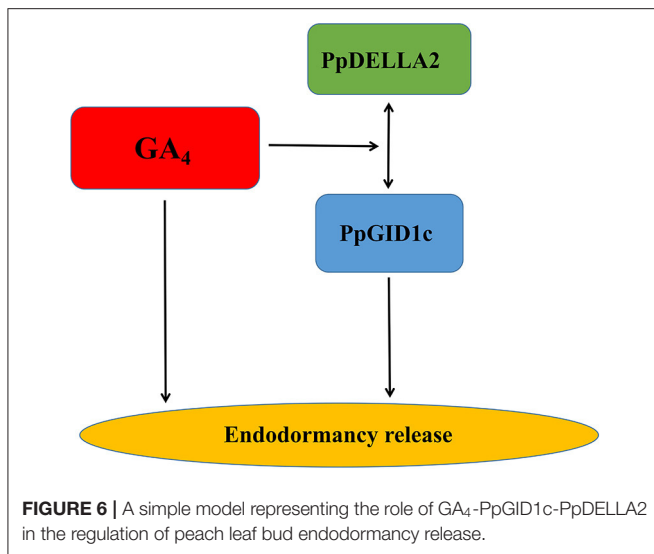 PpDELLA2
GA₄
PpGID1c
Endodormancy release
FIGURE 6 | A simple model representing the role of GA₄-PpGID1c-PpDELLA2
in the regulation of peach leaf bud endodormancy release.